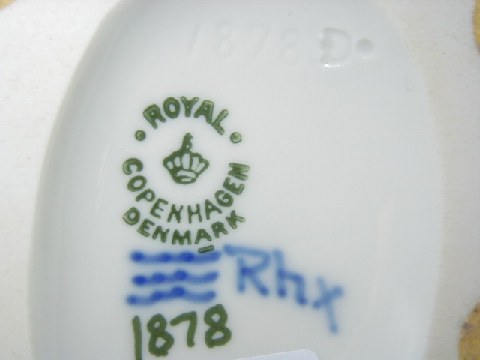 1878 D
ROYAL
COPENHAGEN
DENMARK
Rhx
1878